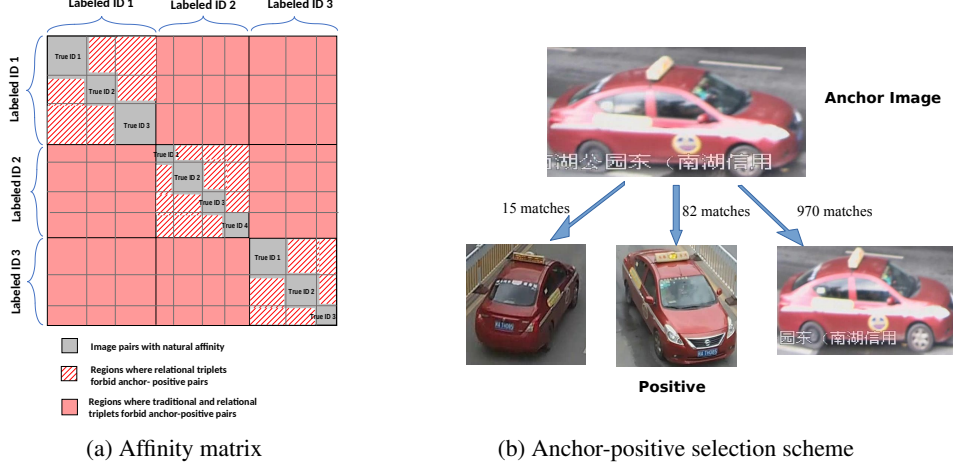 Labeled ID 1
Labeled ID 2
Labeled ID 3
Labeled ID 1
True ID 1
True ID 2
True ID 3
Labeled ID 2
True ID 1
True ID 2
True ID 3
True ID 4
Labeled ID 3
True ID 1
True ID 2
True ID 3
Image pairs with natural affinity
Regions where relational triplets
forbid anchor- positive pairs
Regions where traditional and relational
triplets forbid anchor-positive pairs
(a) Affinity matrix
Anchor Image
南湖公园东（南湖信用
15 matches
82 matches
970 matches
公园东（南湖信用
Positive
(b) Anchor-positive selection scheme